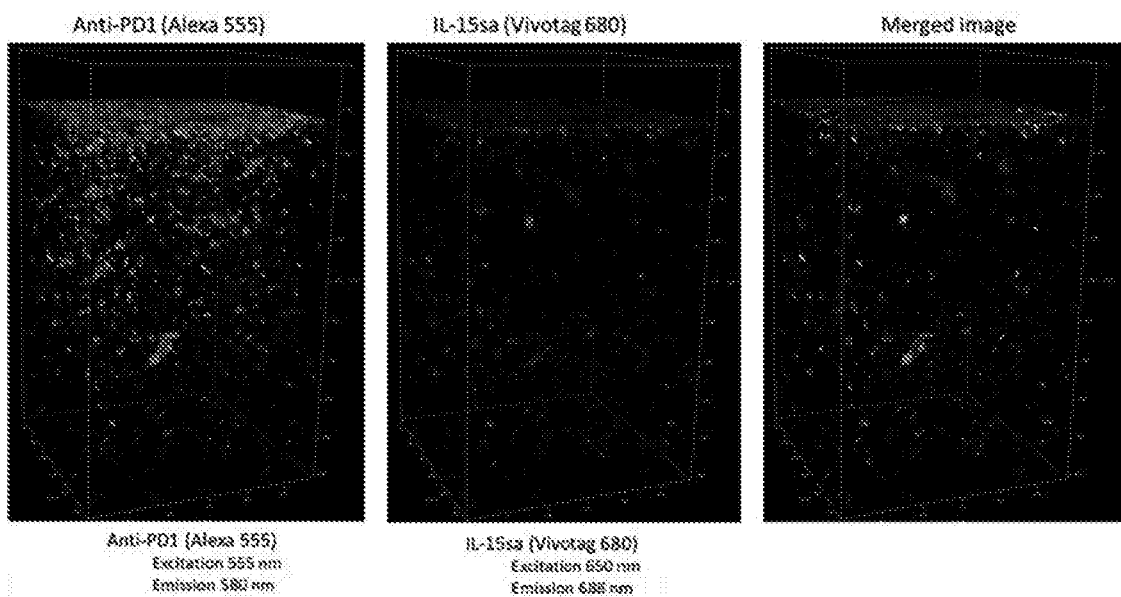 Anti-PD1 (Alexa 555)
IL-15sa (Vivotag 680)
Merged image
Anti-PD1 (Alexa 555)
Excitation 555 nm
Emission 580 nm
IL-15sa (Vivotag 680)
Excitation 650 nm
Emission 688 nm